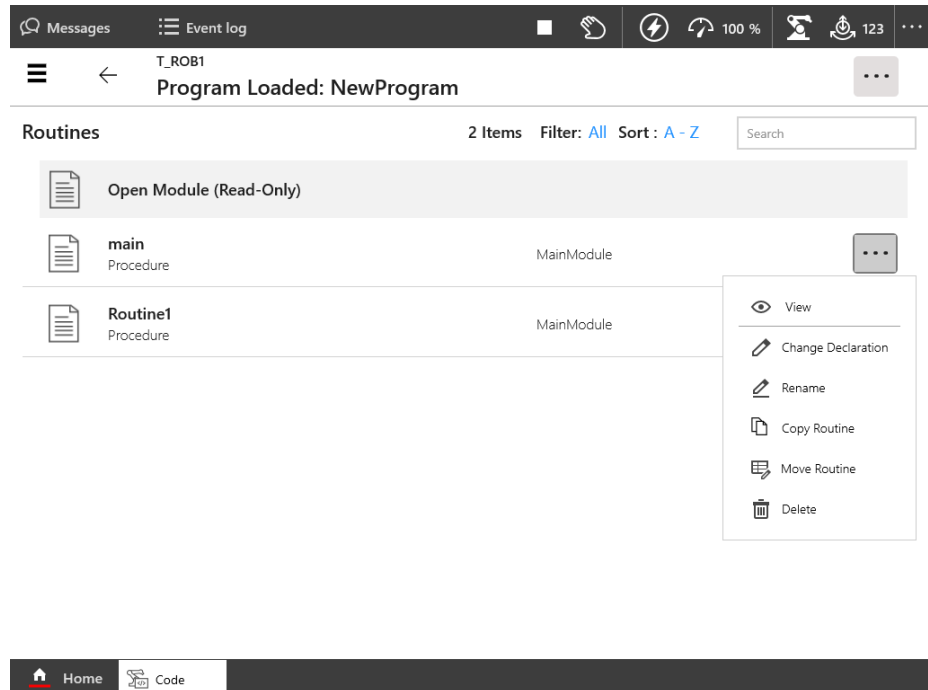 Messages Event log 100 % 123
T_ROB1
Program Loaded: NewProgram
Routines 2 Items Filter: All Sort : A - Z Search
Open Module (Read-Only)
main
Procedure MainModule
View
Routine1
Procedure MainModule
Change Declaration
Rename
Copy Routine
Move Routine
Delete
Home Code